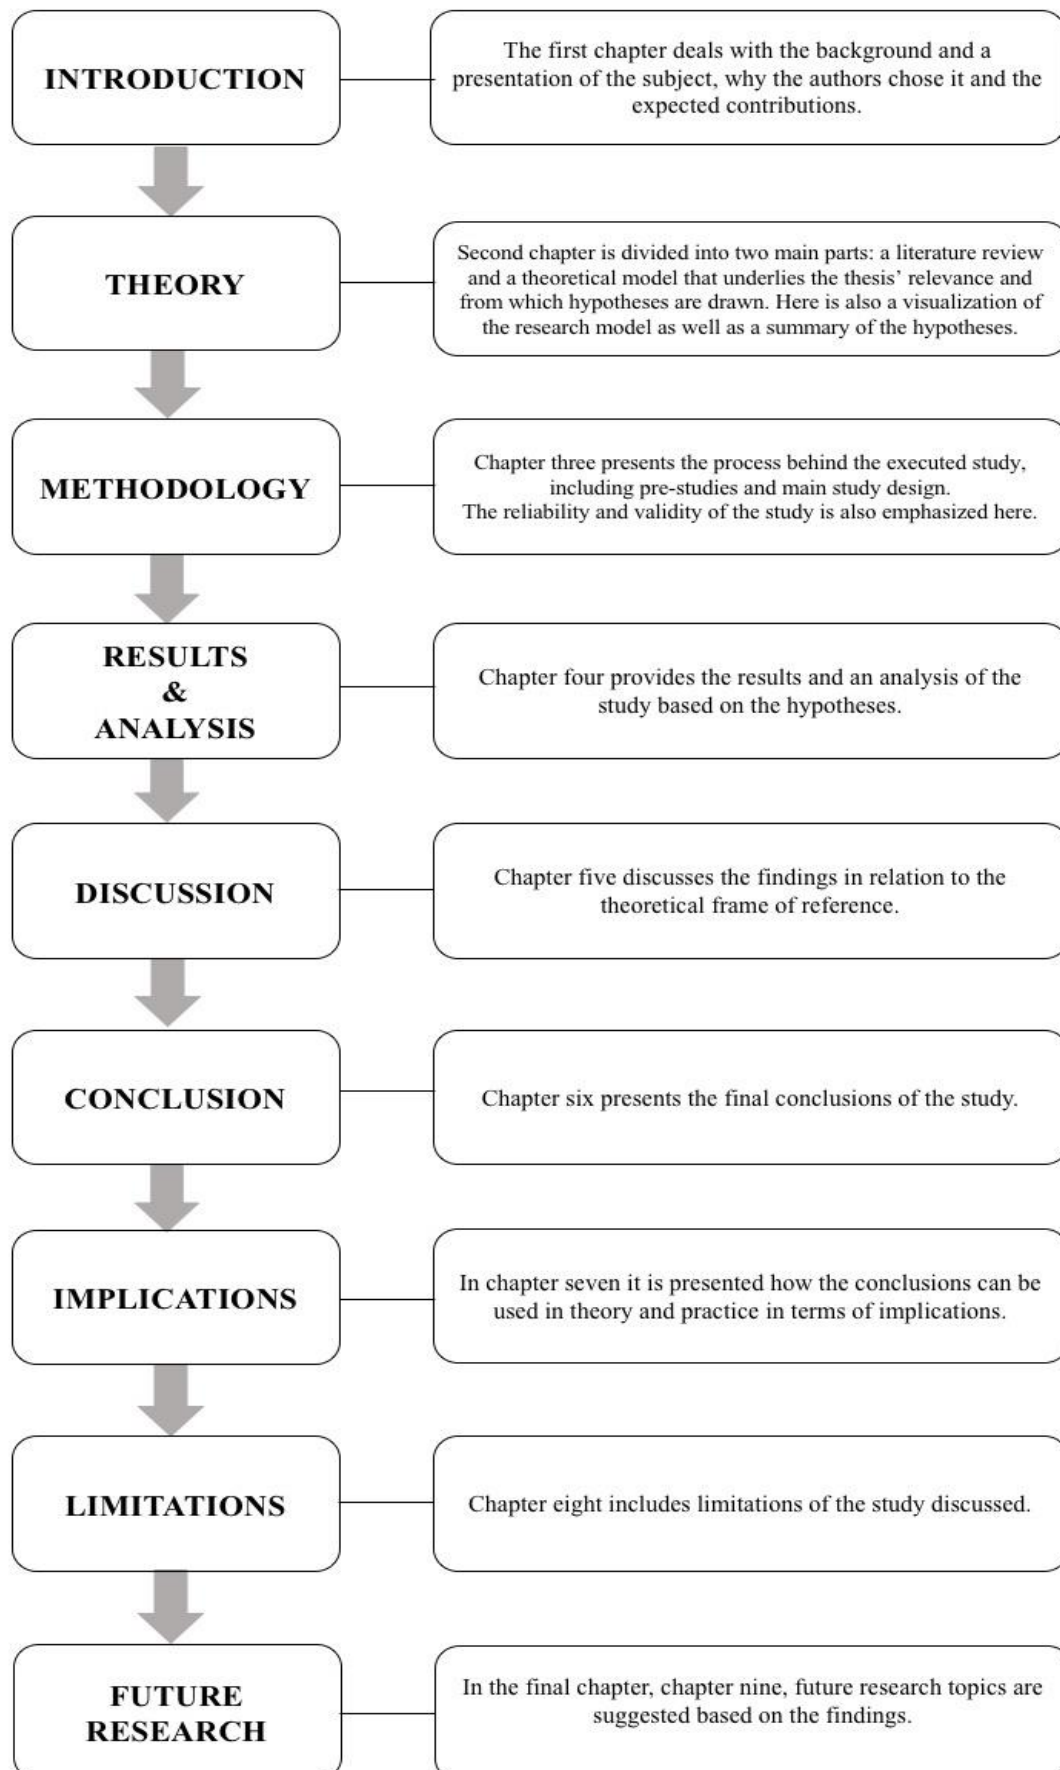 INTRODUCTION
The first chapter deals with the background and a
presentation of the subject, why the authors chose it and the
expected contributions.
THEORY
Second chapter is divided into two main parts: a literature review
and a theoretical model that underlies the thesis’ relevance and
from which hypotheses are drawn. Here is also a visualization of
the research model as well as a summary of the hypotheses.
METHODOLOGY
Chapter three presents the process behind the executed study,
including pre-studies and main study design.
The reliability and validity of the study is also emphasized here.
RESULTS
&
ANALYSIS
Chapter four provides the results and an analysis of the
study based on the hypotheses.
DISCUSSION
Chapter five discusses the findings in relation to the
theoretical frame of reference.
CONCLUSION
Chapter six presents the final conclusions of the study.
IMPLICATIONS
In chapter seven it is presented how the conclusions can be
used in theory and practice in terms of implications.
LIMITATIONS
Chapter eight includes limitations of the study discussed.
FUTURE
RESEARCH
In the final chapter, chapter nine, future research topics are
suggested based on the findings.